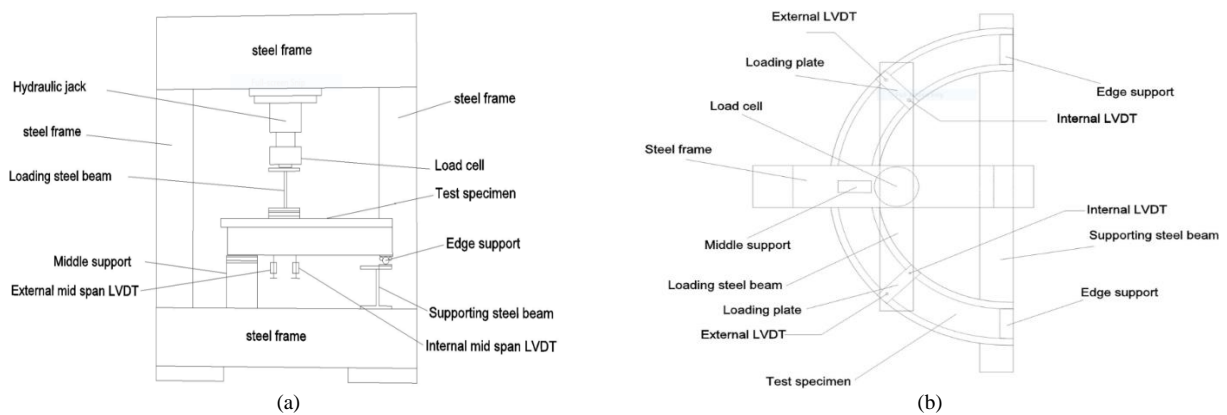 steel frame
Hydraulic jack
steel frame
steel frame
Load cell
Loading steel beam
Test specimen
Edge support
Middle support
External mid span LVDT
Supporting steel beam
steel frame
Internal mid span LVDT
(a)
External LVDT
Loading plate
Edge support
Load cell
Internal LVDT
Steel frame
Internal LVDT
Middle support
Supporting steel beam
Loading steel beam
Edge support
Loading plate
External LVDT
Test specimen
(b)